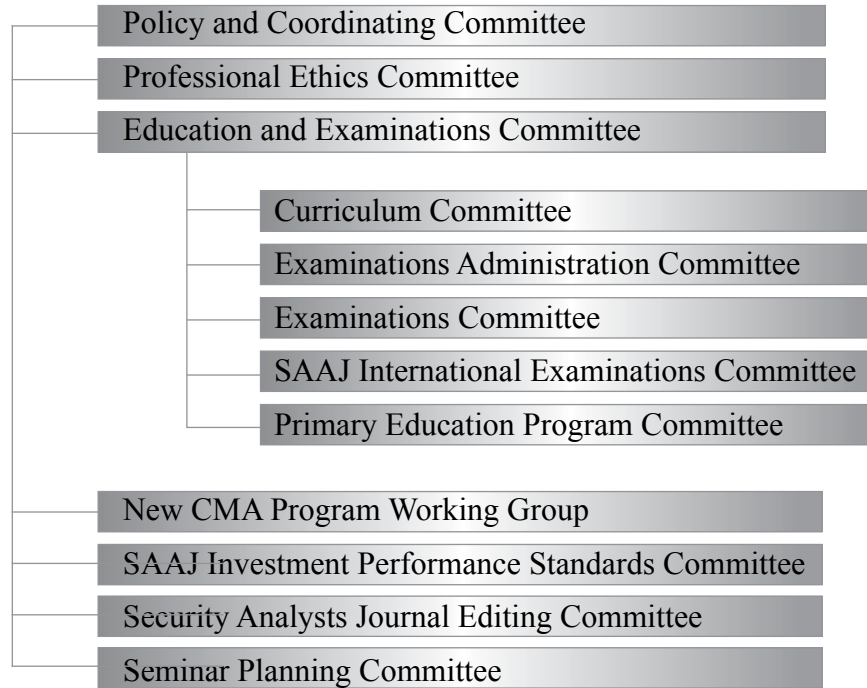 Policy and Coordinating Committee
Professional Ethics Committee
Education and Examinations Committee
Curriculum Committee
Examinations Administration Committee
Examinations Committee
SAAJ International Examinations Committee
Primary Education Program Committee
New CMA Program Working Group
SAAJ Investment Performance Standards Committee
Security Analysts Journal Editing Committee
Seminar Planning Committee